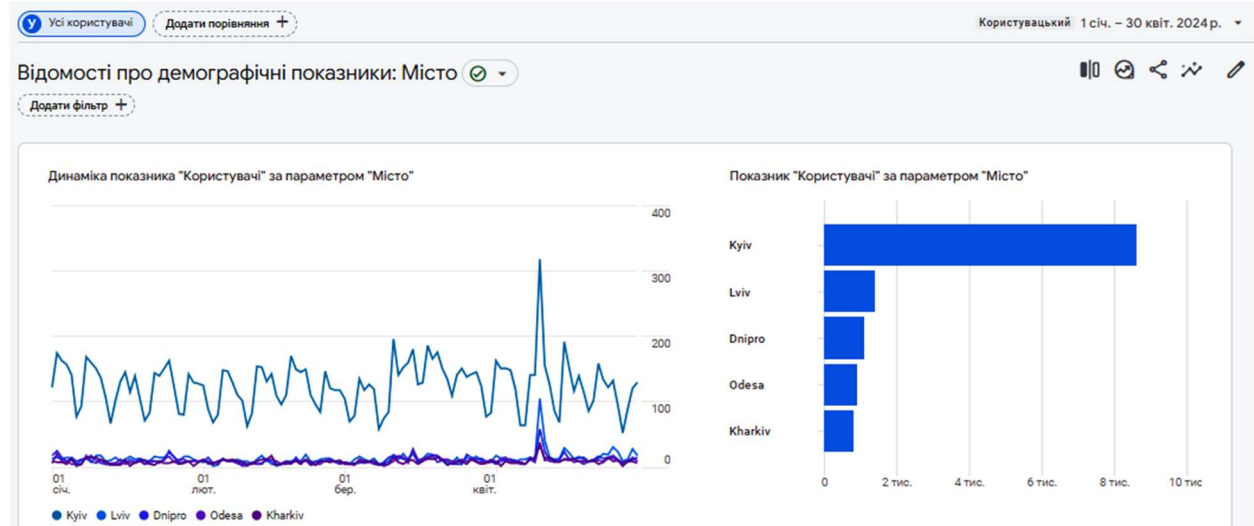 У Усі користувачі Додати порівняння + Користувацький 1 січ. – 30 квіт. 2024 р.
Відомості про демографічні показники: Місто
Додати фільтр +
Динаміка показника "Користувачі" за параметром "Місто"
400
300
200
100
0
01 січ.
01 лют.
01 бер.
01 квіт.
Kyiv Lviv Dnipro Odesa Kharkiv
Показник "Користувачі" за параметром "Місто"
Kyiv
Lviv
Dnipro
Odesa
Kharkiv
0 2 тис. 4 тис. 6 тис. 8 тис. 10 тис